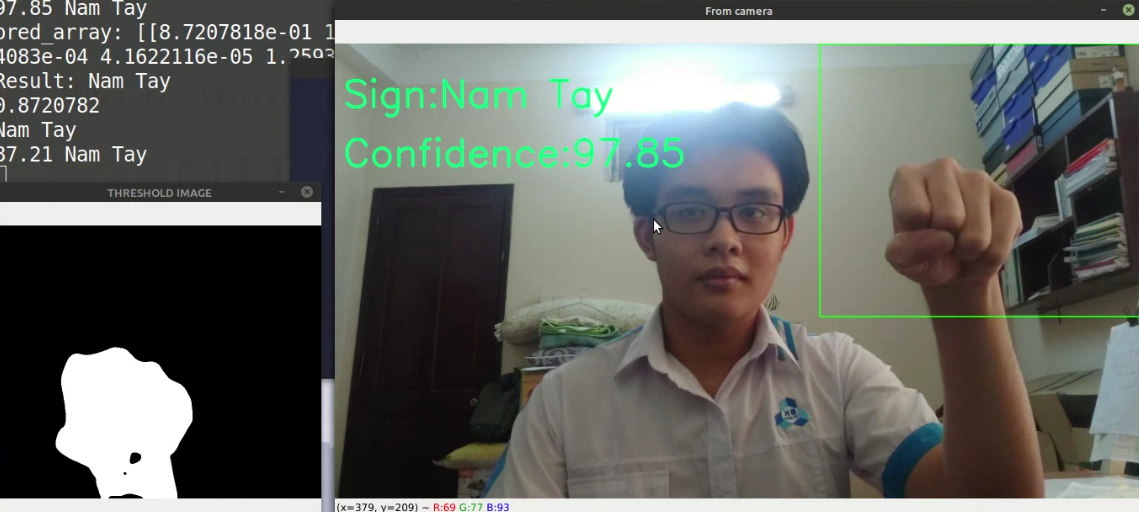 97.85 Nam Tay
pred_array: [[8.7207818e-01 1
4083e-04 4.1622116e-05 1.2593
Result: Nam Tay
0.8720782
Nam Tay
87.21 Nam Tay
THRESHOLD IMAGE
From camera
Sign:Nam Tay
Confidence:97.85
(x=379, y=209) ~ R:69 G:77 B:93